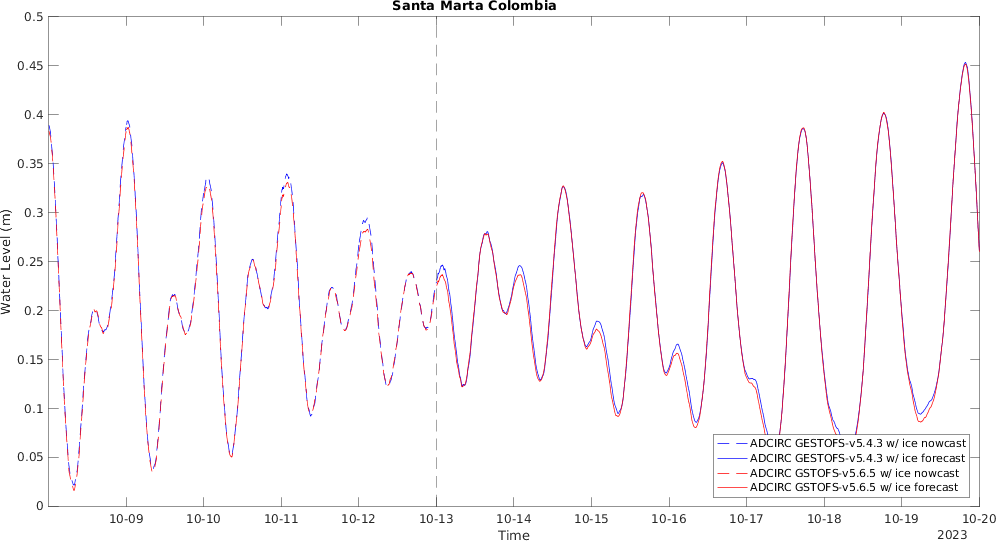 Santa Marta Colombia
0.5
0.45
0.4
0.35
0.3
0.25
0.2
0.15
0.1
0.05
0
Water Level (m)
10-09 10-10 10-11 10-12 10-13 10-14 10-15 10-16 10-17 10-18 10-19 10-20
Time
2023
ADCIRC GESTOFS-v5.4.3 w/ ice nowcast
ADCIRC GESTOFS-v5.4.3 w/ ice forecast
ADCIRC GSTOFS-v5.6.5 w/ ice nowcast
ADCIRC GSTOFS-v5.6.5 w/ ice forecast